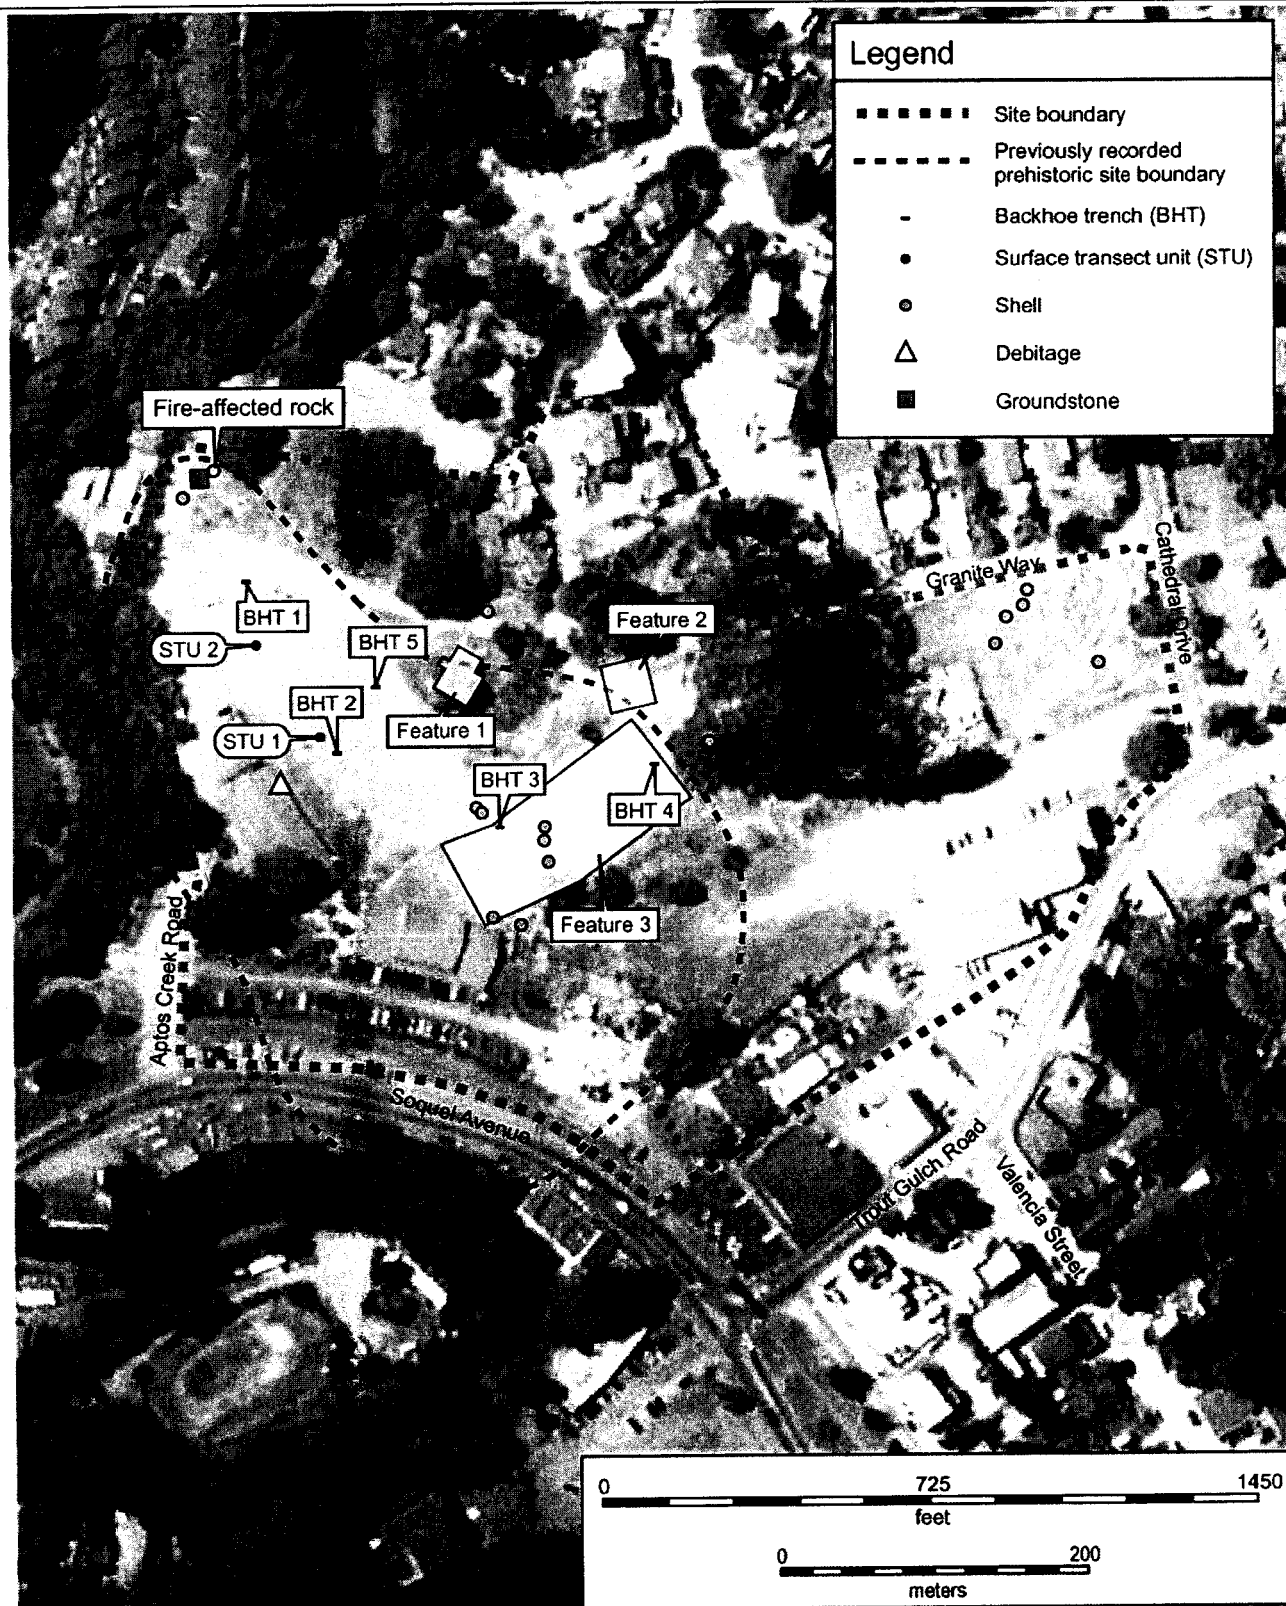 Legend
Site boundary
Previously recorded
prehistoric site boundary
Backhoe trench (BHT)
Surface transect unit (STU)
Shell
Debitage
Groundstone
Fire-affected rock
Granite Way
Cathedral Drive
BHT 1
Feature 2
STU 2
BHT 5
BHT 2
Feature 1
STU 1
BHT 3
BHT 4
Feature 3
Aptos Creek Road
Soquel Avenue
Trout Gulch Road
Valencia Street
0 725 1450
feet
0 200
meters